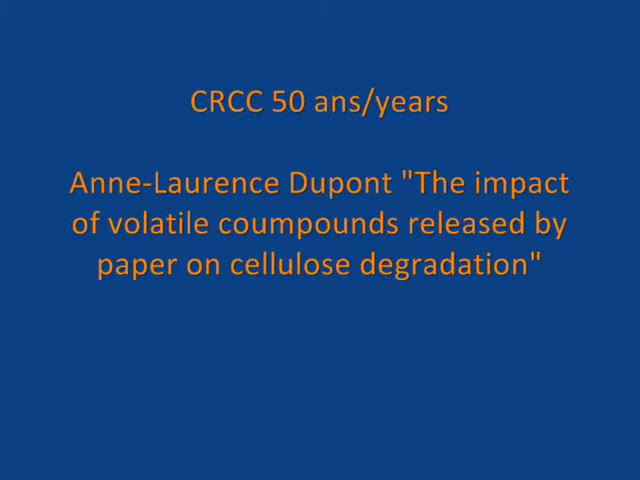 CRCC 50 ans/years
Anne-Laurence Dupont "The impact
of volatile coumpounds released by
paper on cellulose degradation"